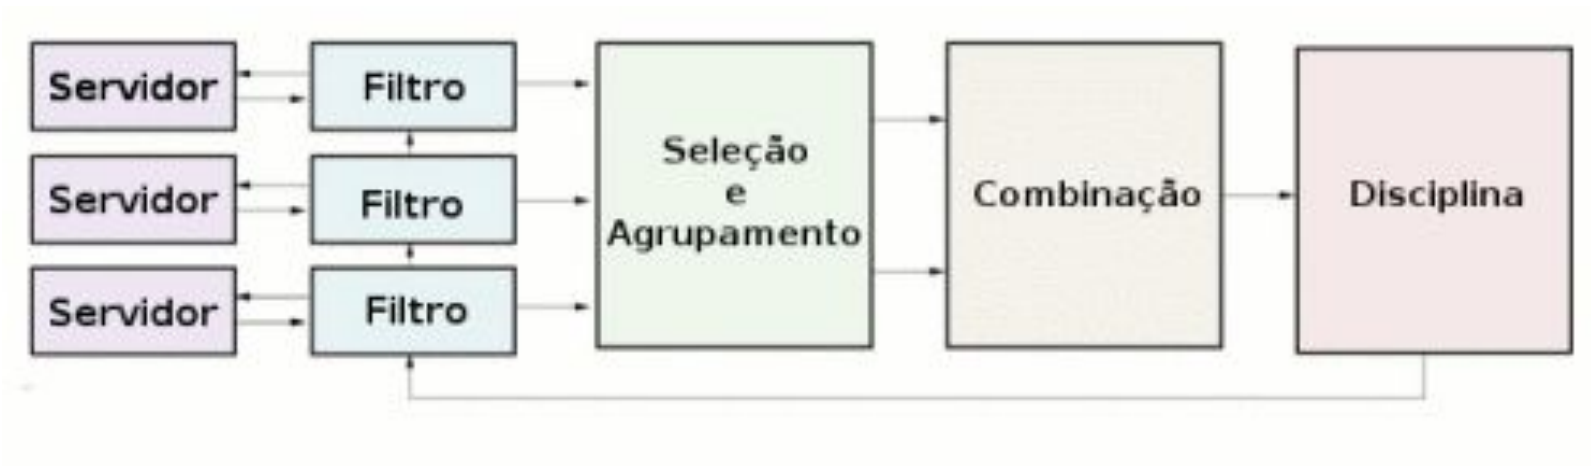 Servidor
Filtro
Servidor
Filtro
Servidor
Filtro
Seleção
e
Agrupamento
Combinação
Disciplina